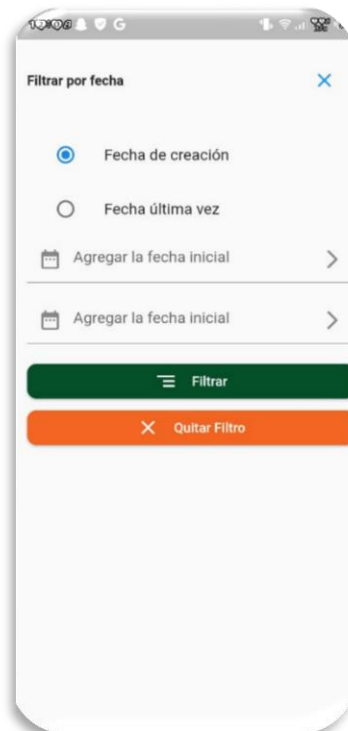 Filtrar por fecha
Fecha de creación
Fecha última vez
Agregar la fecha inicial
Agregar la fecha inicial
Filtrar
Quitar Filtro